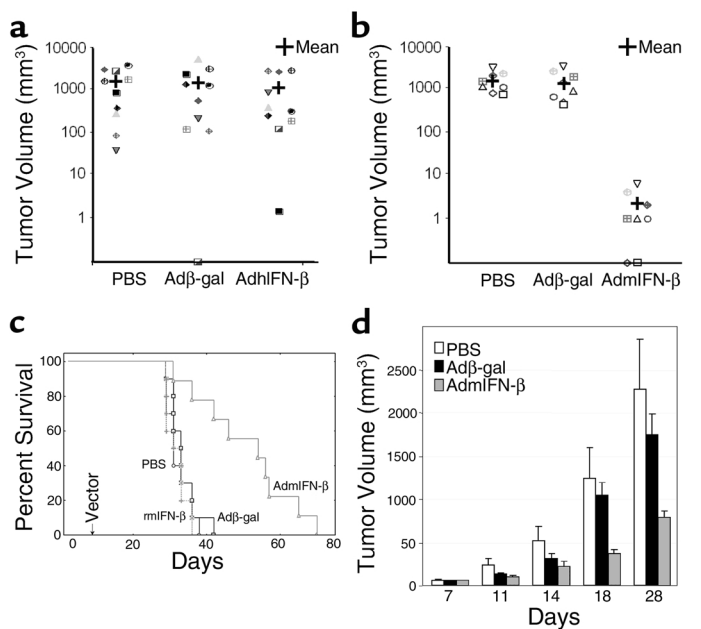 a
10000
1000
100
10
1
Tumor Volume (mm3)
Mean
PBS Adβ-gal AdhIFN-β
b
10000
1000
100
10
1
Tumor Volume (mm3)
Mean
PBS Adβ-gal AdmIFN-β
c
100
80
60
40
20
0
Percent Survival
Vector
PBS
rmIFN-β
Adβ-gal
AdmIFN-β
0 20 40 60 80
Days
d
2500
2000
1500
1000
50
0
Tumor Volume (mm3)
PBS
Adβ-gal
AdmIFN-β
7 11 14 18 28
Days